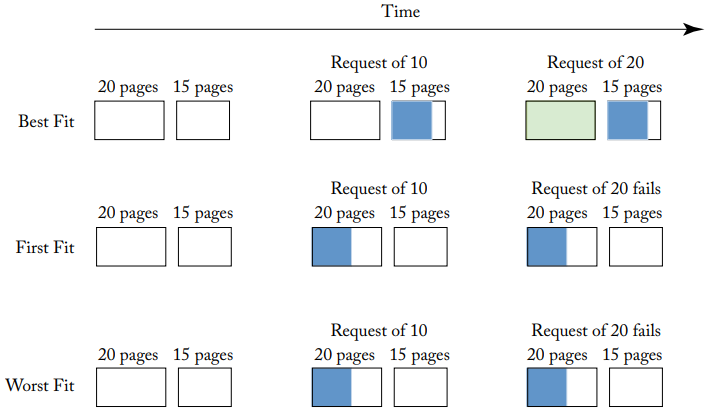 Time
Request of 10 Request of 20
20 pages 15 pages 20 pages 15 pages 20 pages 15 pages
Best Fit
Request of 10 Request of 20 fails
20 pages 15 pages 20 pages 15 pages 20 pages 15 pages
First Fit
Request of 10 Request of 20 fails
20 pages 15 pages 20 pages 15 pages 20 pages 15 pages
Worst Fit